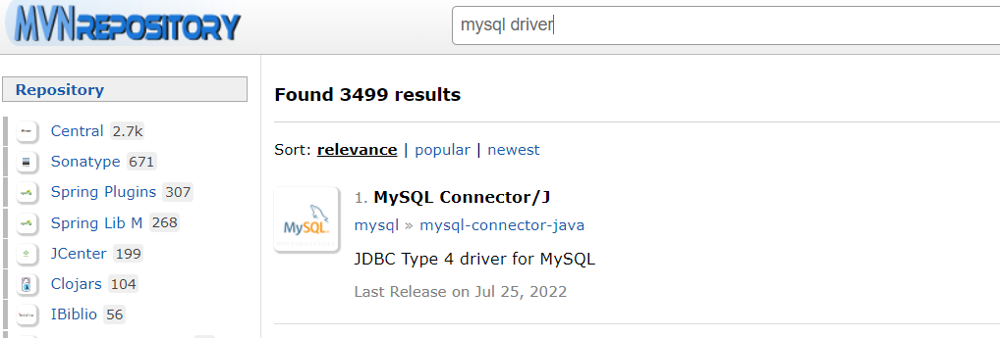 MVNREPOSITORY
mysql driver
Repository
Central 2.7k
Sonatype 671
Spring Plugins 307
Spring Lib M 268
JCenter 199
Clojars 104
IBiblio 56
Found 3499 results
Sort: relevance | popular | newest
MySQL
1. MySQL Connector/J
mysql » mysql-connector-java
JDBC Type 4 driver for MySQL
Last Release on Jul 25, 2022